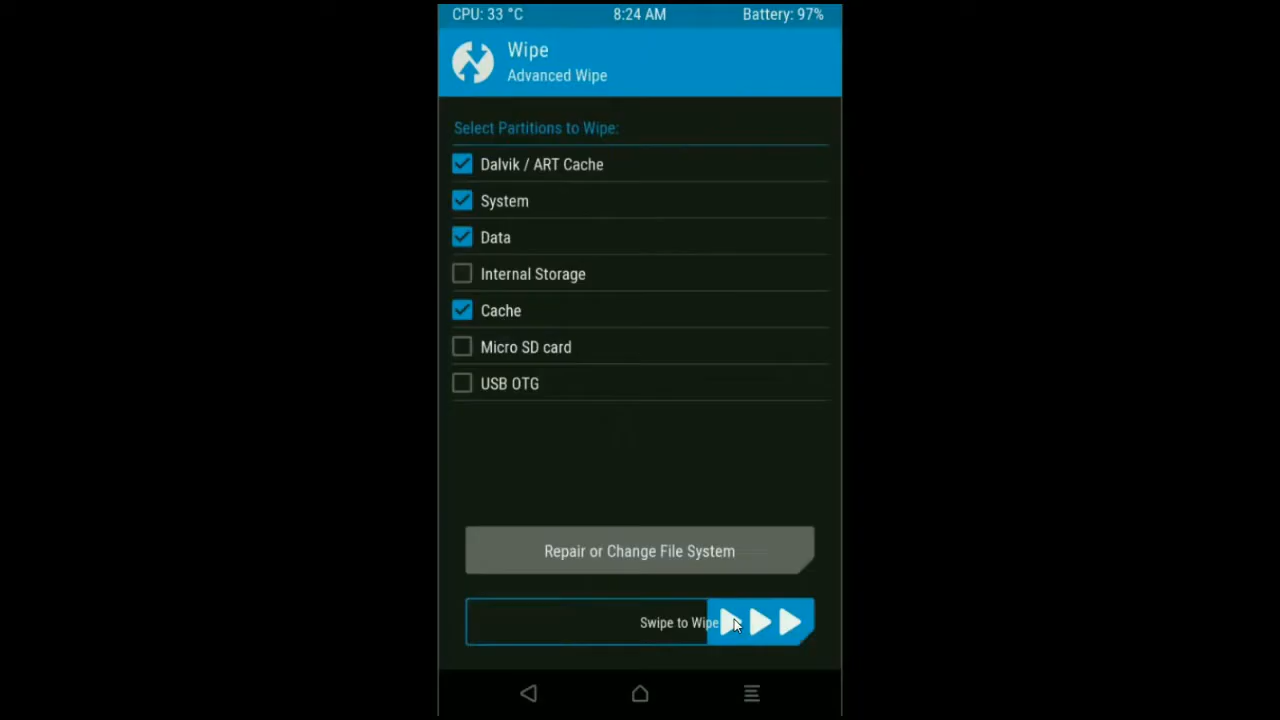 CPU: 33 °C 8:24 AM Battery: 97%
Wipe
Advanced Wipe
Select Partitions to Wipe:
Dalvik / ART Cache
System
Data
Internal Storage
Cache
Micro SD card
USB OTG
Repair or Change File System
Swipe to Wipe